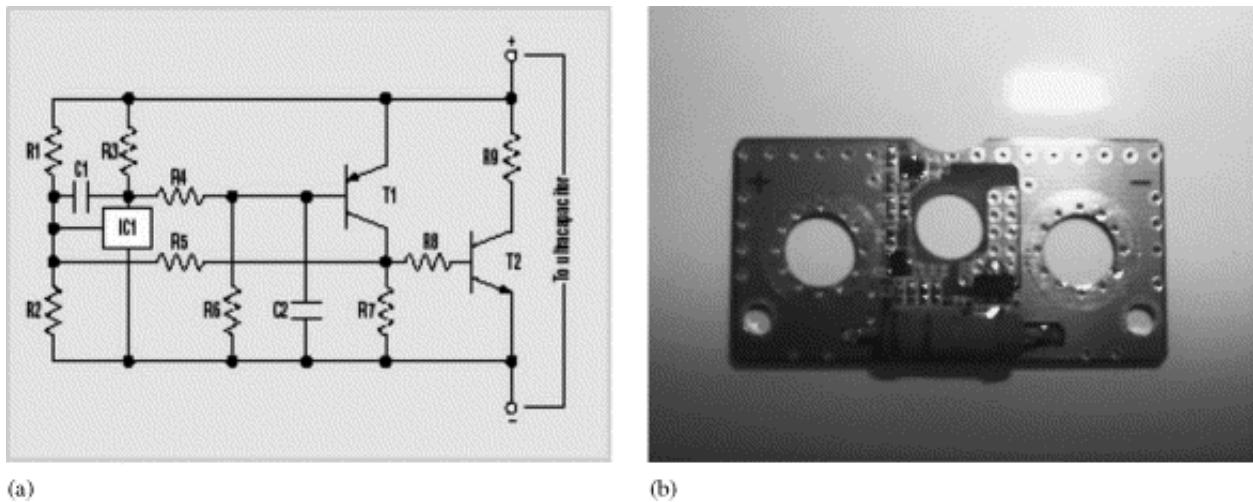 +
R1
C1
R3
R4
T1
R9
IC1
R5
R8
T2
R2
R6
C2
R7
To ultracapacitor
−
+
−
(a)
(b)